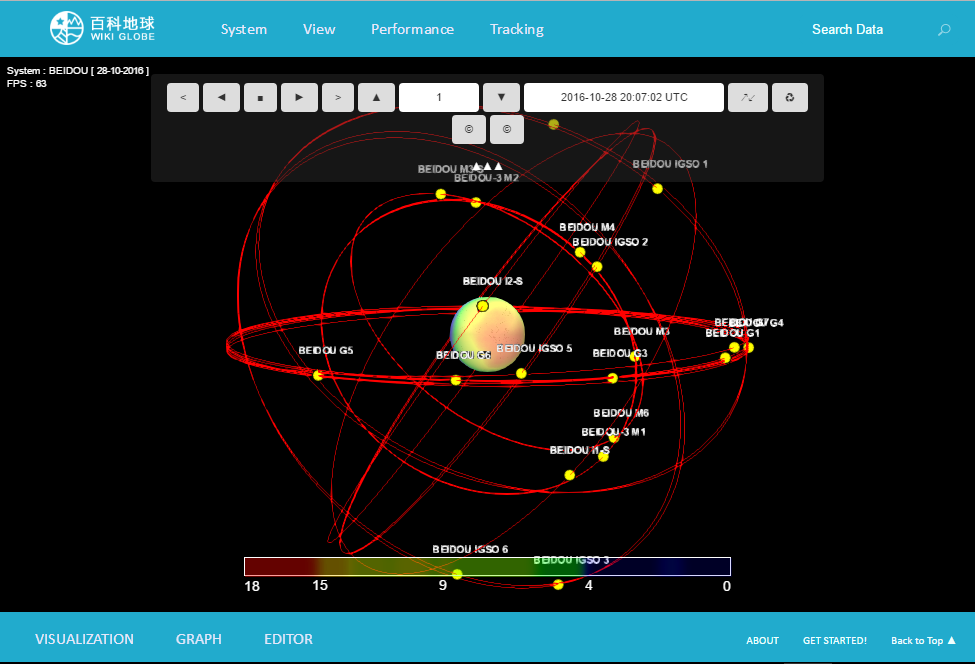 百科地球
WIKI GLOBE
System View Performance Tracking Search Data
System : BEIDOU [ 28-10-2016 ]
FPS : 63
1
2016-10-28 20:07:02 UTC
BEIDOU M3-S
BEIDOU-3 M2
BEIDOU IGSO 1
BEIDOU M4
BEIDOU IGSO 2
BEIDOU I2-S
G4
BEIDOU G1
BEIDOU M3
BEIDOU IGSO 5
BEIDOU G5
BEIDOU G6
BEIDOU G3
BEIDOU M6
BEIDOU-3 M1
BEIDOU I1-S
BEIDOU IGSO 6
BEIDOU IGSO 3
18 15 9 4 0
VISUALIZATION GRAPH EDITOR ABOUT GET STARTED! Back to Top ▲